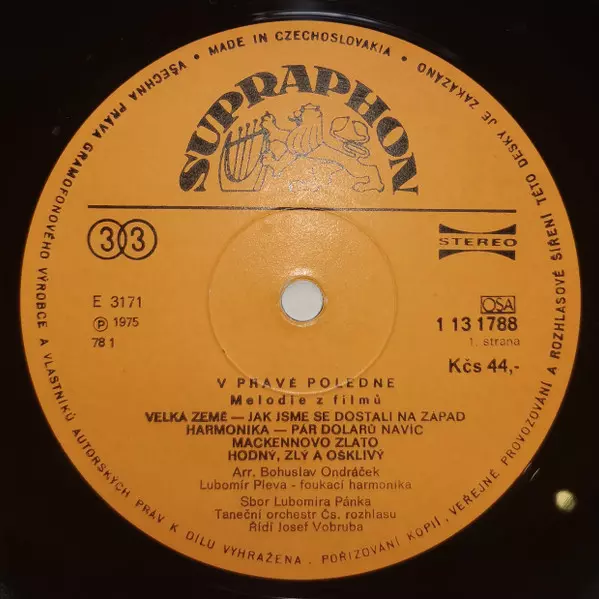 VŠECHNA PRÁVA GRAMOFONOVÉHO VÝROBCE A VLASTNÍKŮ AUTORSKÝCH PRÁV K DÍLU VYHRAŽENA. POŘIZOVÁNÍ KOPIÍ, VEŘEJNÉ PROVOZOVÁNÍ A ROZHLASOVÉ ŠÍŘENÍ TÉTO DESKY JE ZAKÁZÁNO • MADE IN CZECHOSLOVAKIA •
SUPRAPHON
33
STEREO
E 3171
℗ 1975
78 1
OSA
1 13 1788
1. strana
Kčs 44,-
V PRAVÉ POLEDNE
Melodie z filmů
VELKÁ ZEMĚ — JAK JSME SE DOSTALI NA ZÁPAD
HARMONIKA — PÁR DOLARŮ NAVÍC
MACKENNOVO ZLATO
HODNÝ, ZLÝ A OŠKLIVÝ
Arr. Bohuslav Ondráček
Lubomír Pleva - foukací harmonika
Sbor Lubomíra Pánka
Taneční orchestr Čs. rozhlasu
Řídí Josef Vobruba